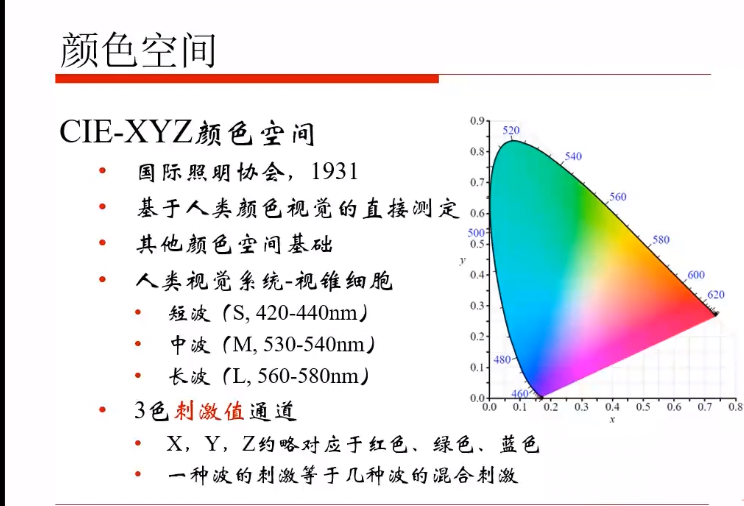 颜色空间
CIE-XYZ颜色空间
国际照明协会，1931
基于人类颜色视觉的直接测定
其他颜色空间基础
人类视觉系统-视锥细胞
短波（S, 420-440nm）
中波（M, 530-540nm）
长波（L, 560-580nm）
3色刺激值通道
X，Y，Z约略对应于红色、绿色、蓝色
一种波的刺激等于几种波的混合刺激
0.9
0.8
0.7
0.6
0.5
0.4
0.3
0.2
0.1
0.0
y
520
540
560
580
600
620
500
480
460
0.0 0.1 0.2 0.3 0.4 0.5 0.6 0.7 0.8
x